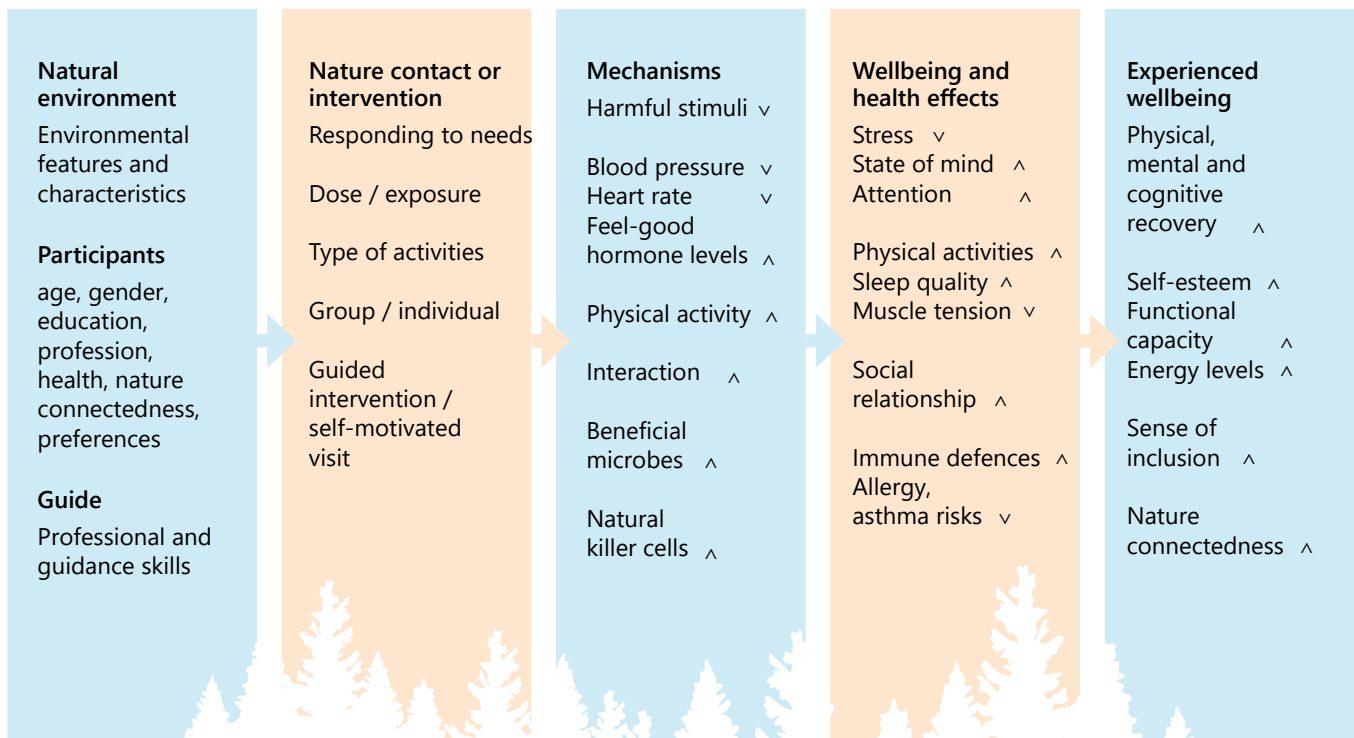 Natural
environment
Environmental
features and
characteristics
Participants
age, gender,
education,
profession,
health, nature
connectedness,
preferences
Guide
Professional and
guidance skills
Nature contact or
intervention
Responding to needs
Dose / exposure
Type of activities
Group / individual
Guided
intervention /
self-motivated
visit
Mechanisms
Harmful stimuli ˅
Blood pressure ˅
Heart rate ˅
Feel-good
hormone levels ˄
Physical activity ˄
Interaction ˄
Beneficial
microbes ˄
Natural
killer cells ˄
Wellbeing and
health effects
Stress ˅
State of mind ˄
Attention ˄
Physical activities ˄
Sleep quality ˄
Muscle tension ˅
Social
relationship ˄
Immune defences ˄
Allergy,
asthma risks ˅
Experienced
wellbeing
Physical,
mental and
cognitive
recovery ˄
Self-esteem ˄
Functional
capacity ˄
Energy levels ˄
Sense of
inclusion ˄
Nature
connectedness ˄